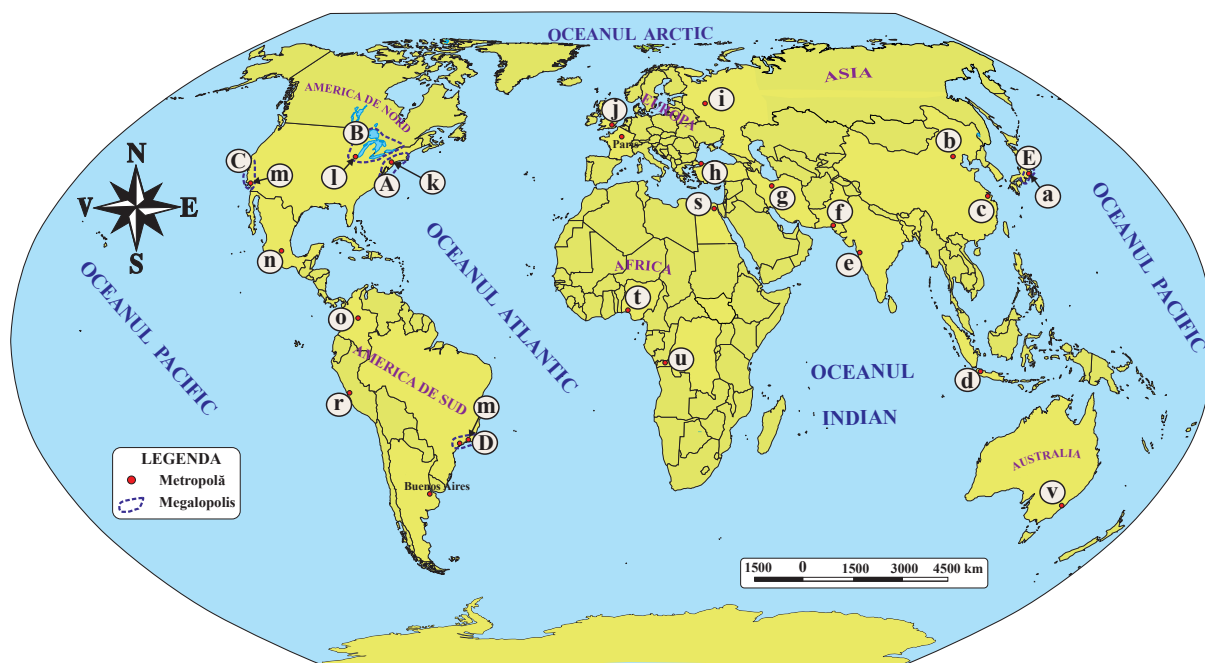 OCEANUL ARCTIC
ASIA
AMERICA DE NORD
EUROPA
i
j
B
Paris
b
E
C
N
m
l
A
k
h
a
V
E
s
g
f
c
S
n
e
OCEANUL PACIFIC
OCEANUL ATLANTIC
OCEANUL PACIFIC
AFRICA
t
o
AMERICA DE SUD
u
OCEANUL
INDIAN
d
r
m
D
AUSTRALIA
LEGENDA
Metropolă
Megalopolis
Buenos Aires
v
1500 0 1500 3000 4500 km